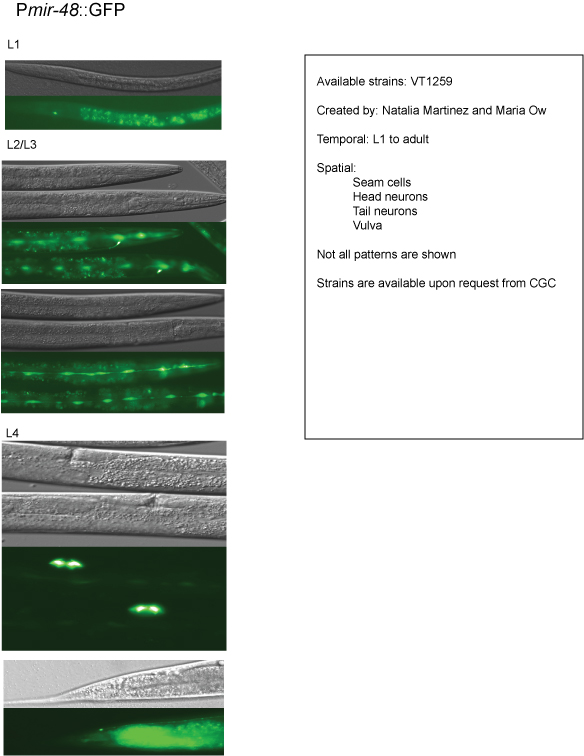 Pmir-48::GFP
L1
L2/L3
L4
Available strains: VT1259
Created by: Natalia Martinez and Maria Ow
Temporal: L1 to adult
Spatial:
Seam cells
Head neurons
Tail neurons
Vulva
Not all patterns are shown
Strains are available upon request from CGC